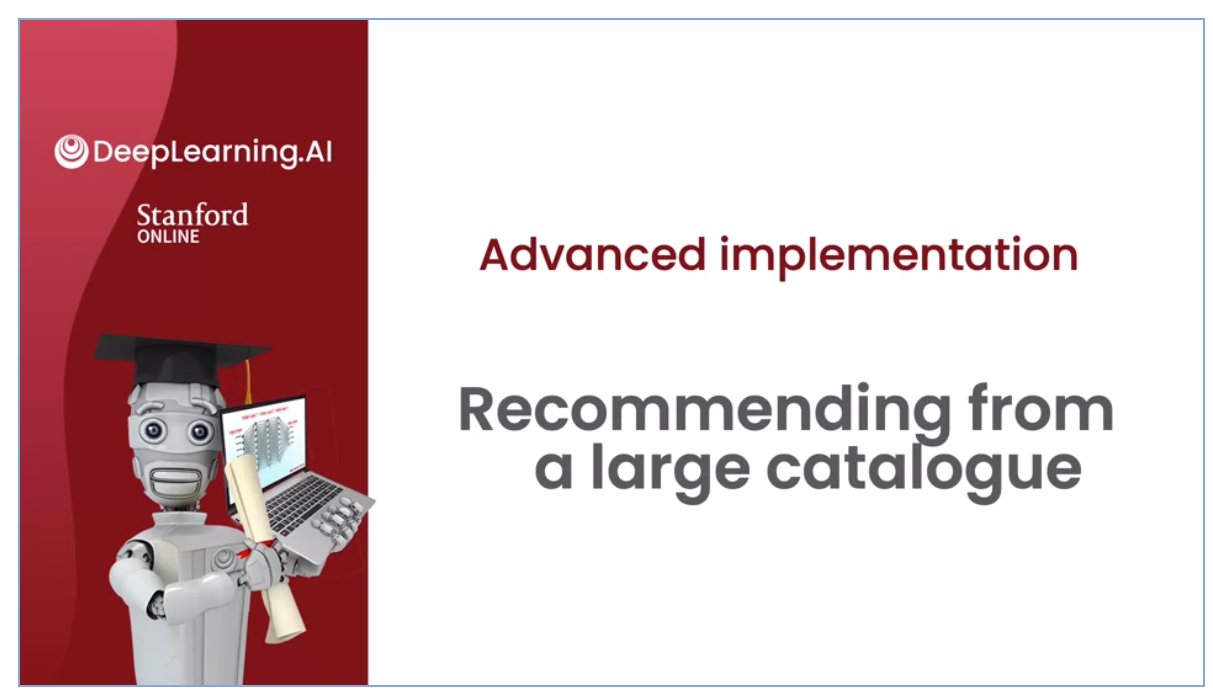 DeepLearning.AI
Stanford
ONLINE
Advanced implementation
Recommending from
a large catalogue